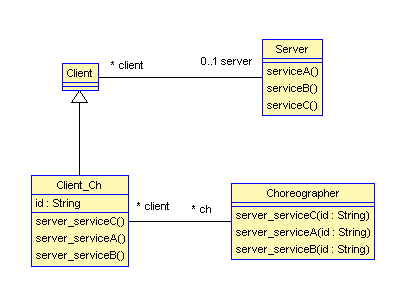 Server
Client
* client
0..1 server
serviceA()
serviceB()
serviceC()
Client_Ch
id : String
server_serviceC()
server_serviceA()
server_serviceB()
* client
* ch
Choreographer
server_serviceC(id : String)
server_serviceA(id : String)
server_serviceB(id : String)